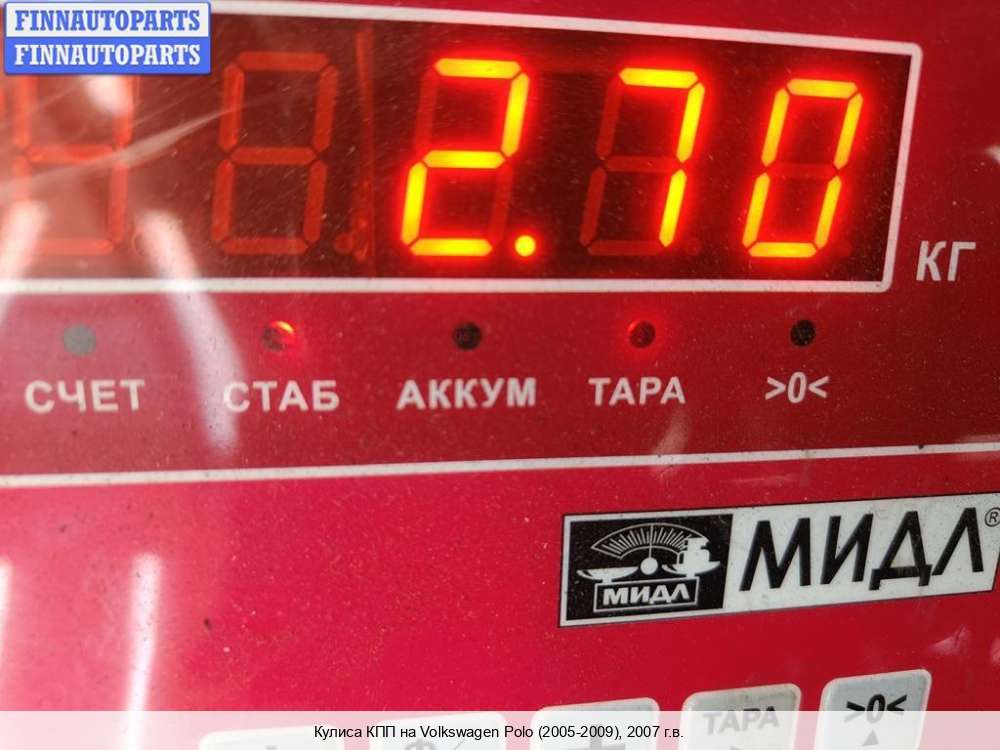 FINNAUTOPARTS
FINNAUTOPARTS
2.70
КГ
СЧЕТ СТАБ АККУМ ТАРА >0<
МИДЛ МИДЛ®
ТАРА >0<
Кулиса КПП на Volkswagen Polo (2005-2009), 2007 г.в.